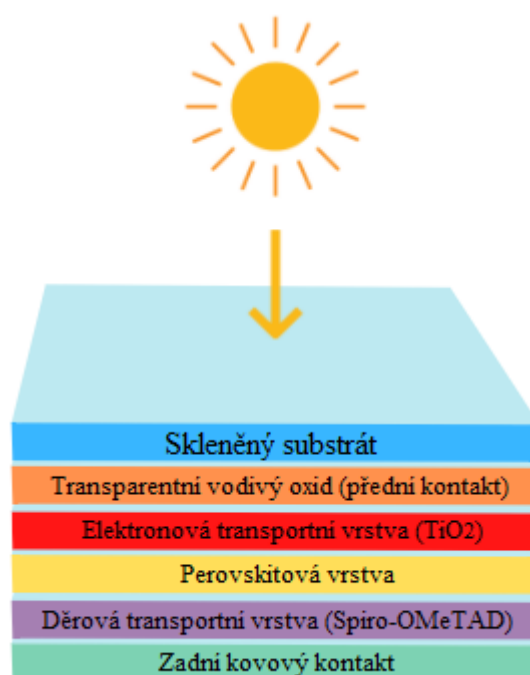 Skleněný substrát
Transparentní vodivý oxid (přední kontakt)
Elektronová transportní vrstva (TiO2)
Perovskitová vrstva
Děrová transportní vrstva (Spiro-OMeTAD)
Zadní kovový kontakt